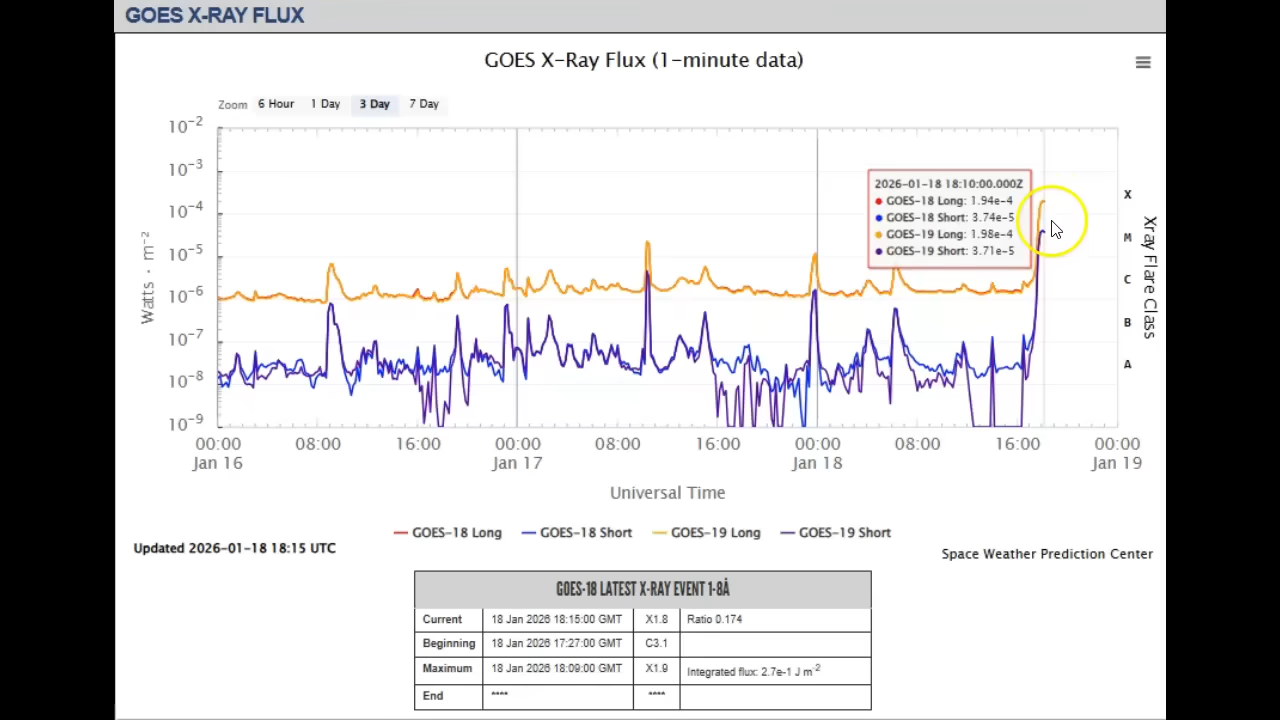 GOES X-RAY FLUX
GOES X-Ray Flux (1-minute data)
Zoom 6 Hour 1 Day 3 Day 7 Day
10⁻²
10⁻³
10⁻⁴
10⁻⁵
10⁻⁶
10⁻⁷
10⁻⁸
10⁻⁹
Watts · m⁻²
2026-01-18 18:10:00.000Z
GOES-18 Long: 1.94e-4
GOES-18 Short: 3.74e-5
GOES-19 Long: 1.98e-4
GOES-19 Short: 3.71e-5
X
M
C
B
A
Xray Flare Class
00:00 08:00 16:00 00:00 08:00 16:00 00:00 08:00 16:00 00:00
Jan 16 Jan 17 Jan 18 Jan 19
Universal Time
GOES-18 Long GOES-18 Short GOES-19 Long GOES-19 Short
Updated 2026-01-18 18:15 UTC
Space Weather Prediction Center
GOES-18 LATEST X-RAY EVENT 1-8Å
Current 18 Jan 2026 18:15:00 GMT X1.8 Ratio 0.174
Beginning 18 Jan 2026 17:27:00 GMT C3.1
Maximum 18 Jan 2026 18:09:00 GMT X1.9 Integrated flux: 2.7e-1 J m⁻²
End **** ****